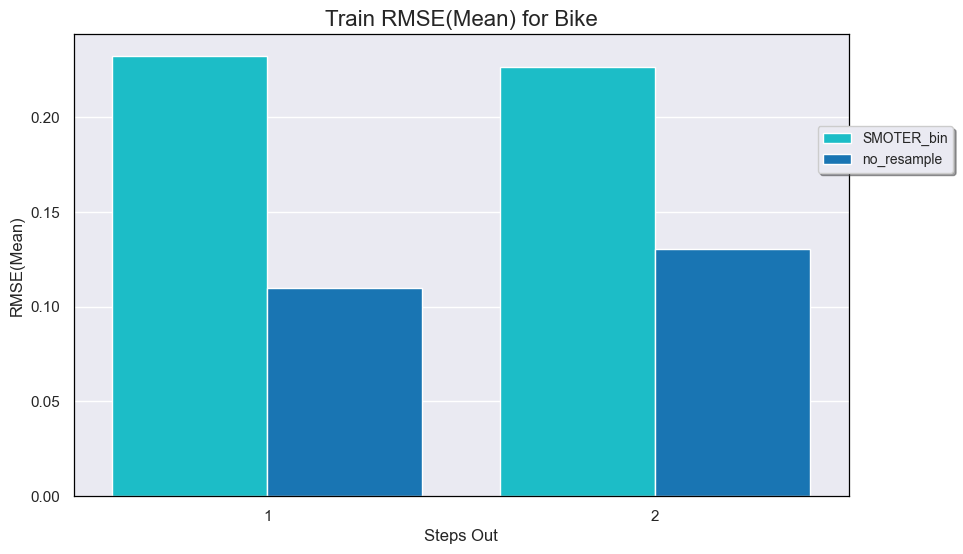 Train RMSE(Mean) for Bike
RMSE(Mean)
0.20
0.15
0.10
0.05
0.00
1
2
Steps Out
SMOTER_bin
no_resample